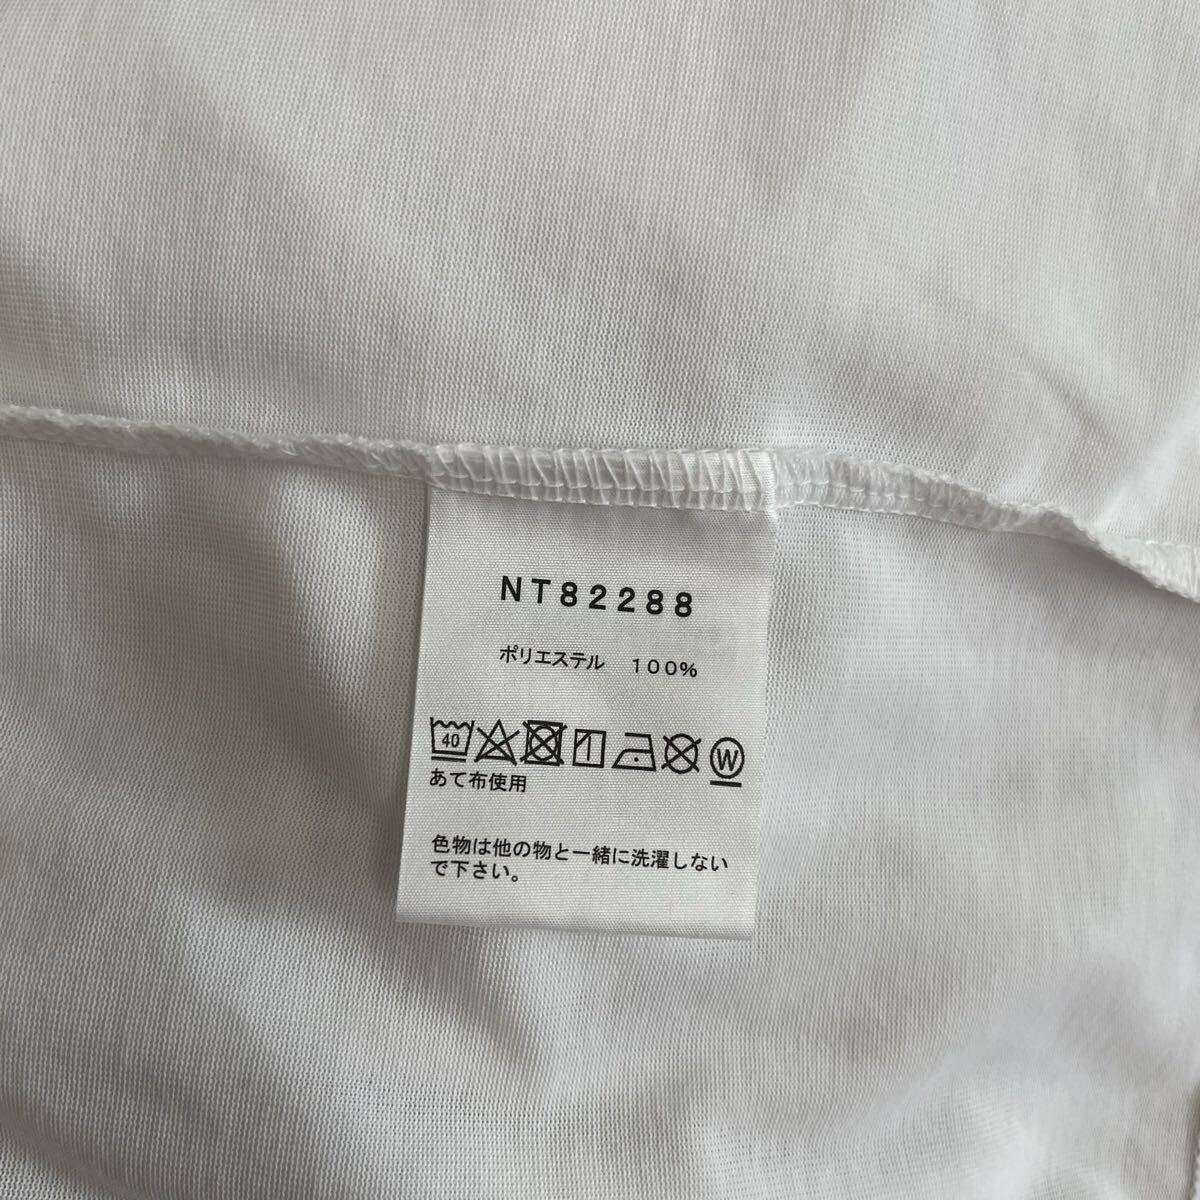 NT82288
ポリエステル 100%
40 W
あて布使用
色物は他の物と一緒に洗濯しない
で下さい。